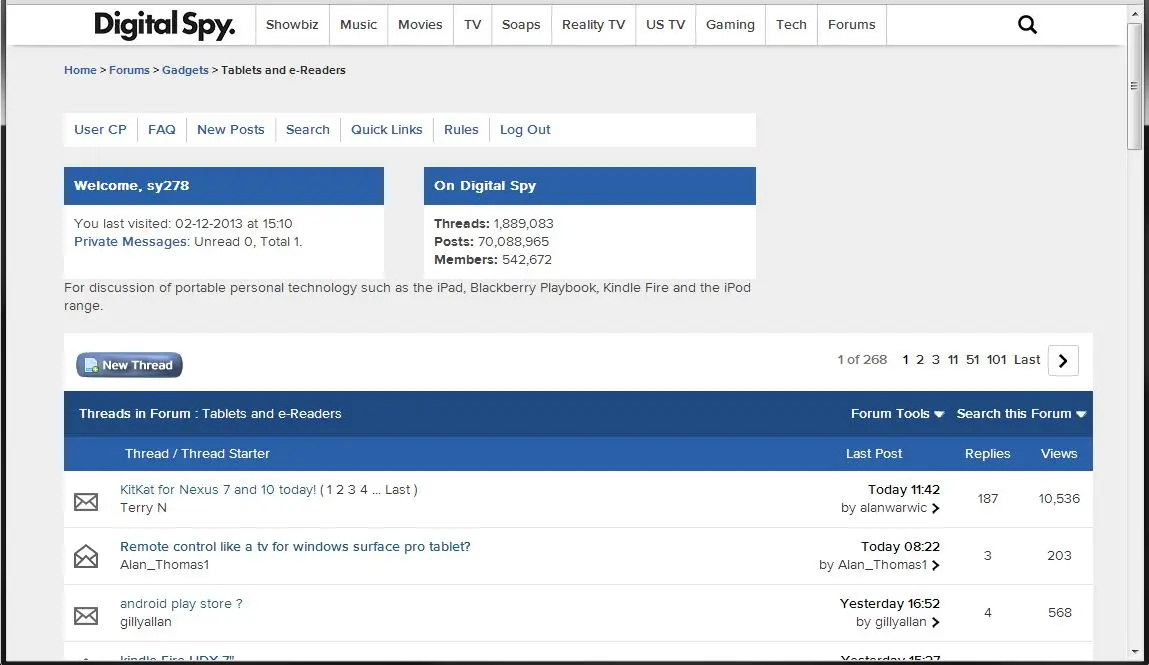 Digital Spy.
Showbiz Music Movies TV Soaps Reality TV US TV Gaming Tech Forums
Home > Forums > Gadgets > Tablets and e-Readers
User CP FAQ New Posts Search Quick Links Rules Log Out
Welcome, sy278
You last visited: 02-12-2013 at 15:10
Private Messages: Unread 0, Total 1.
On Digital Spy
Threads: 1,889,083
Posts: 70,088,965
Members: 542,672
For discussion of portable personal technology such as the iPad, Blackberry Playbook, Kindle Fire and the iPod
range.
New Thread
1 of 268 1 2 3 11 51 101 Last
Threads in Forum : Tablets and e-Readers Forum Tools Search this Forum
Thread / Thread Starter Last Post Replies Views
KitKat for Nexus 7 and 10 today! ( 1 2 3 4 ... Last )
Terry N
Today 11:42
by alanwarwic
187
10,536
Remote control like a tv for windows surface pro tablet?
Alan_Thomas1
Today 08:22
by Alan_Thomas1
3
203
android play store ?
gillyallan
Yesterday 16:52
by gillyallan
4
568
kindle Fire HDX 7"
Yesterday 15:27